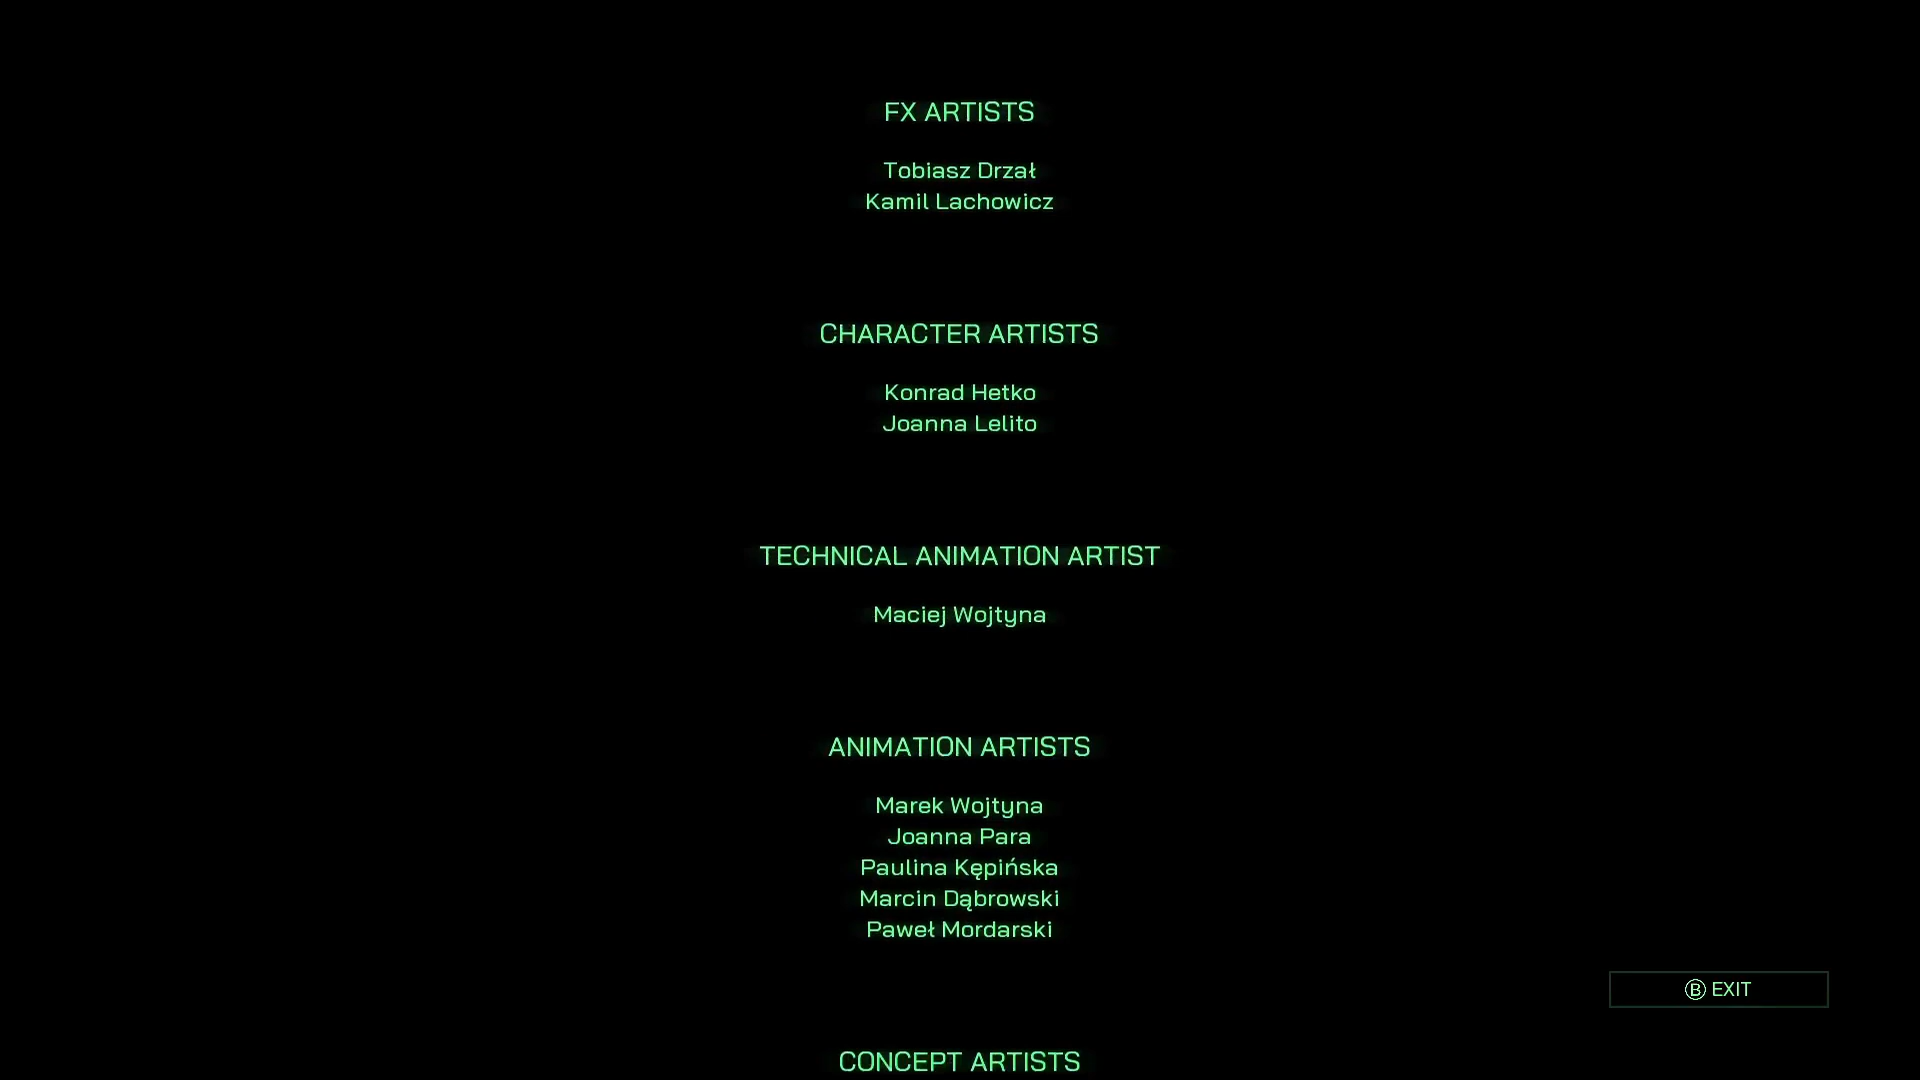 FX ARTISTS
Tobiasz Drzał
Kamil Lachowicz
CHARACTER ARTISTS
Konrad Hetko
Joanna Lelito
TECHNICAL ANIMATION ARTIST
Maciej Wojtyna
ANIMATION ARTISTS
Marek Wojtyna
Joanna Para
Paulina Kępińska
Marcin Dąbrowski
Paweł Mordarski
Ⓑ EXIT
CONCEPT ARTISTS